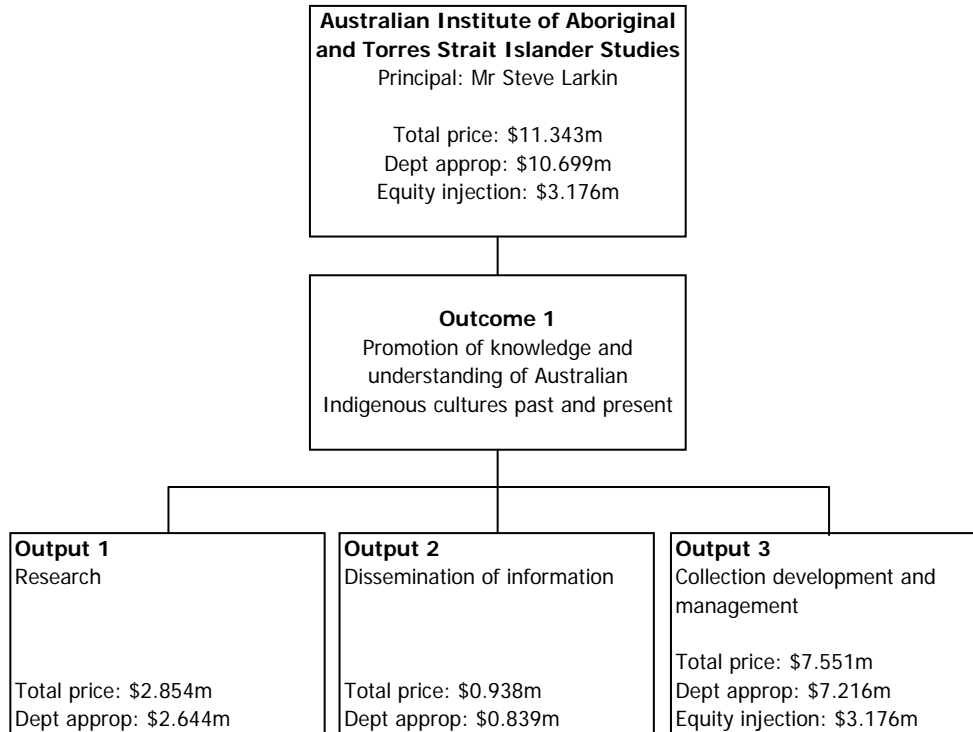 Australian Institute of Aboriginal
and Torres Strait Islander Studies
Principal: Mr Steve Larkin
Total price: $11.343m
Dept approp: $10.699m
Equity injection: $3.176m
Outcome 1
Promotion of knowledge and
understanding of Australian
Indigenous cultures past and present
Output 1
Research
Total price: $2.854m
Dept approp: $2.644m
Output 2
Dissemination of information
Total price: $0.938m
Dept approp: $0.839m
Output 3
Collection development and
management
Total price: $7.551m
Dept approp: $7.216m
Equity injection: $3.176m